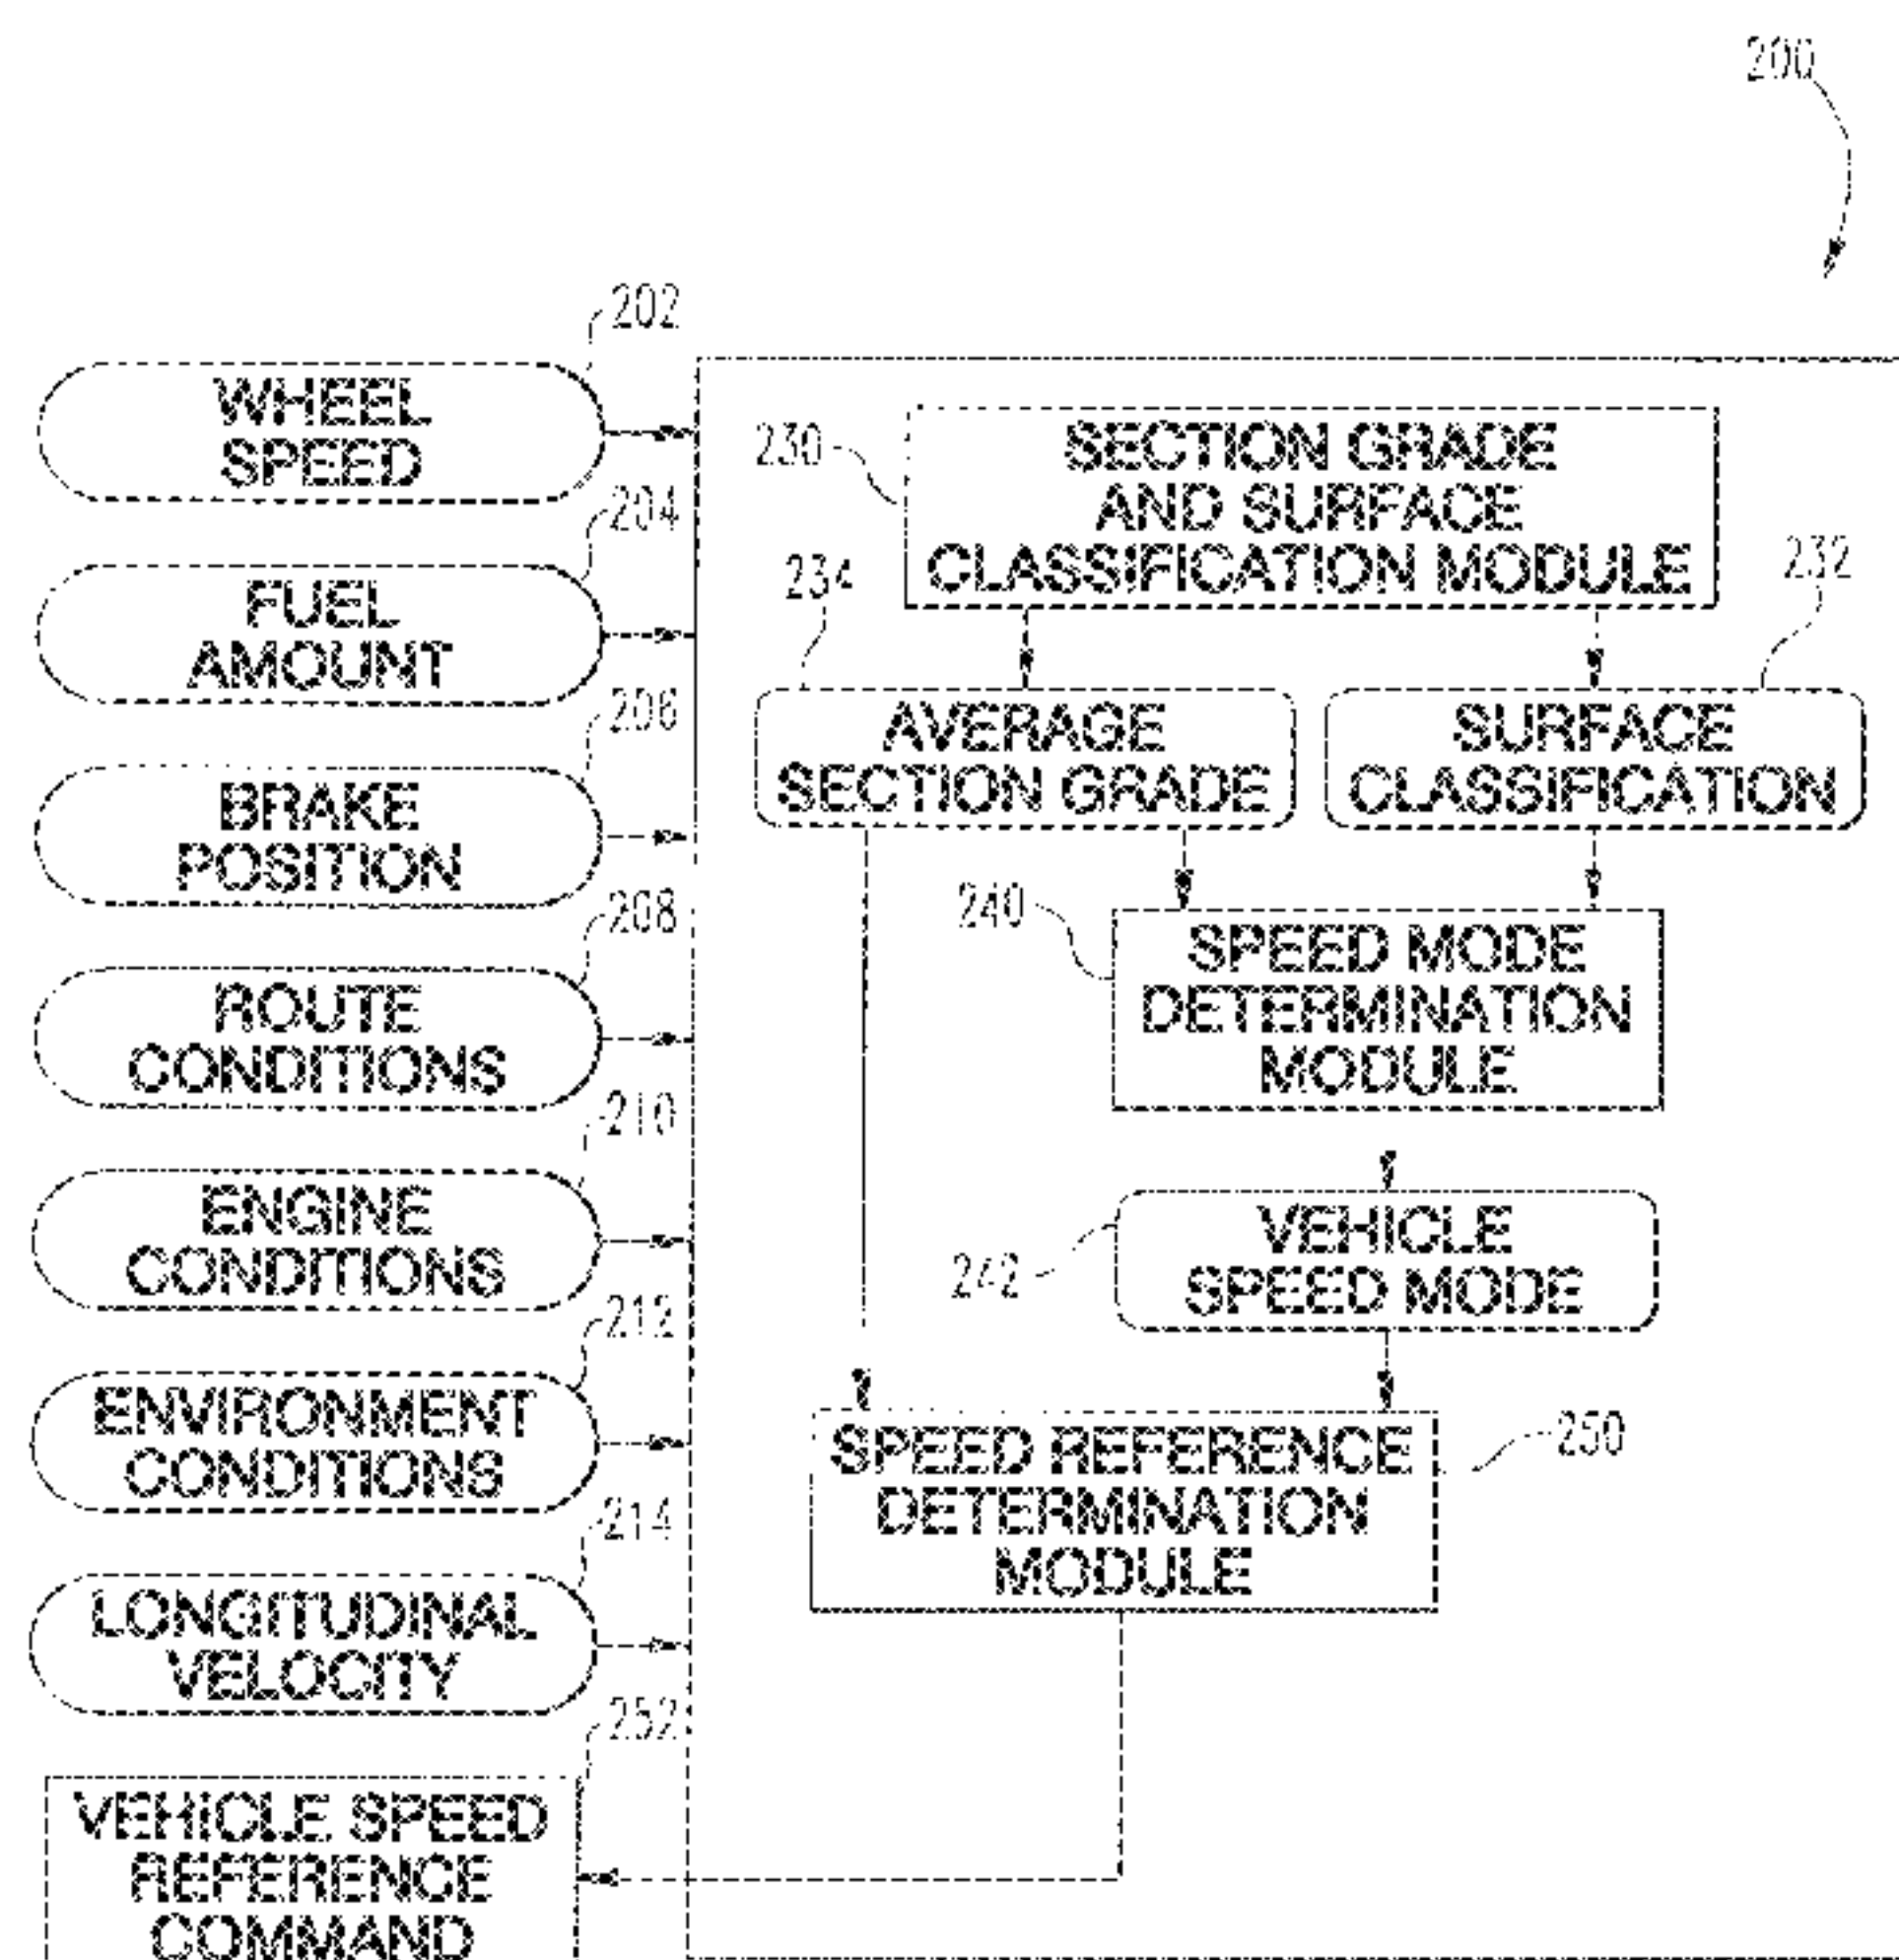 200
202
WHEEL
SPEED
204
FUEL
AMOUNT
206
BRAKE
POSITION
208
ROUTE
CONDITIONS
210
ENGINE
CONDITIONS
212
ENVIRONMENT
CONDITIONS
214
LONGITUDINAL
VELOCITY
252
VEHICLE SPEED
REFERENCE
COMMAND
230
SECTION GRADE
AND SURFACE
CLASSIFICATION MODULE
234
AVERAGE
SECTION GRADE
232
SURFACE
CLASSIFICATION
240
SPEED MODE
DETERMINATION
MODULE
242
VEHICLE
SPEED MODE
250
SPEED REFERENCE
DETERMINATION
MODULE